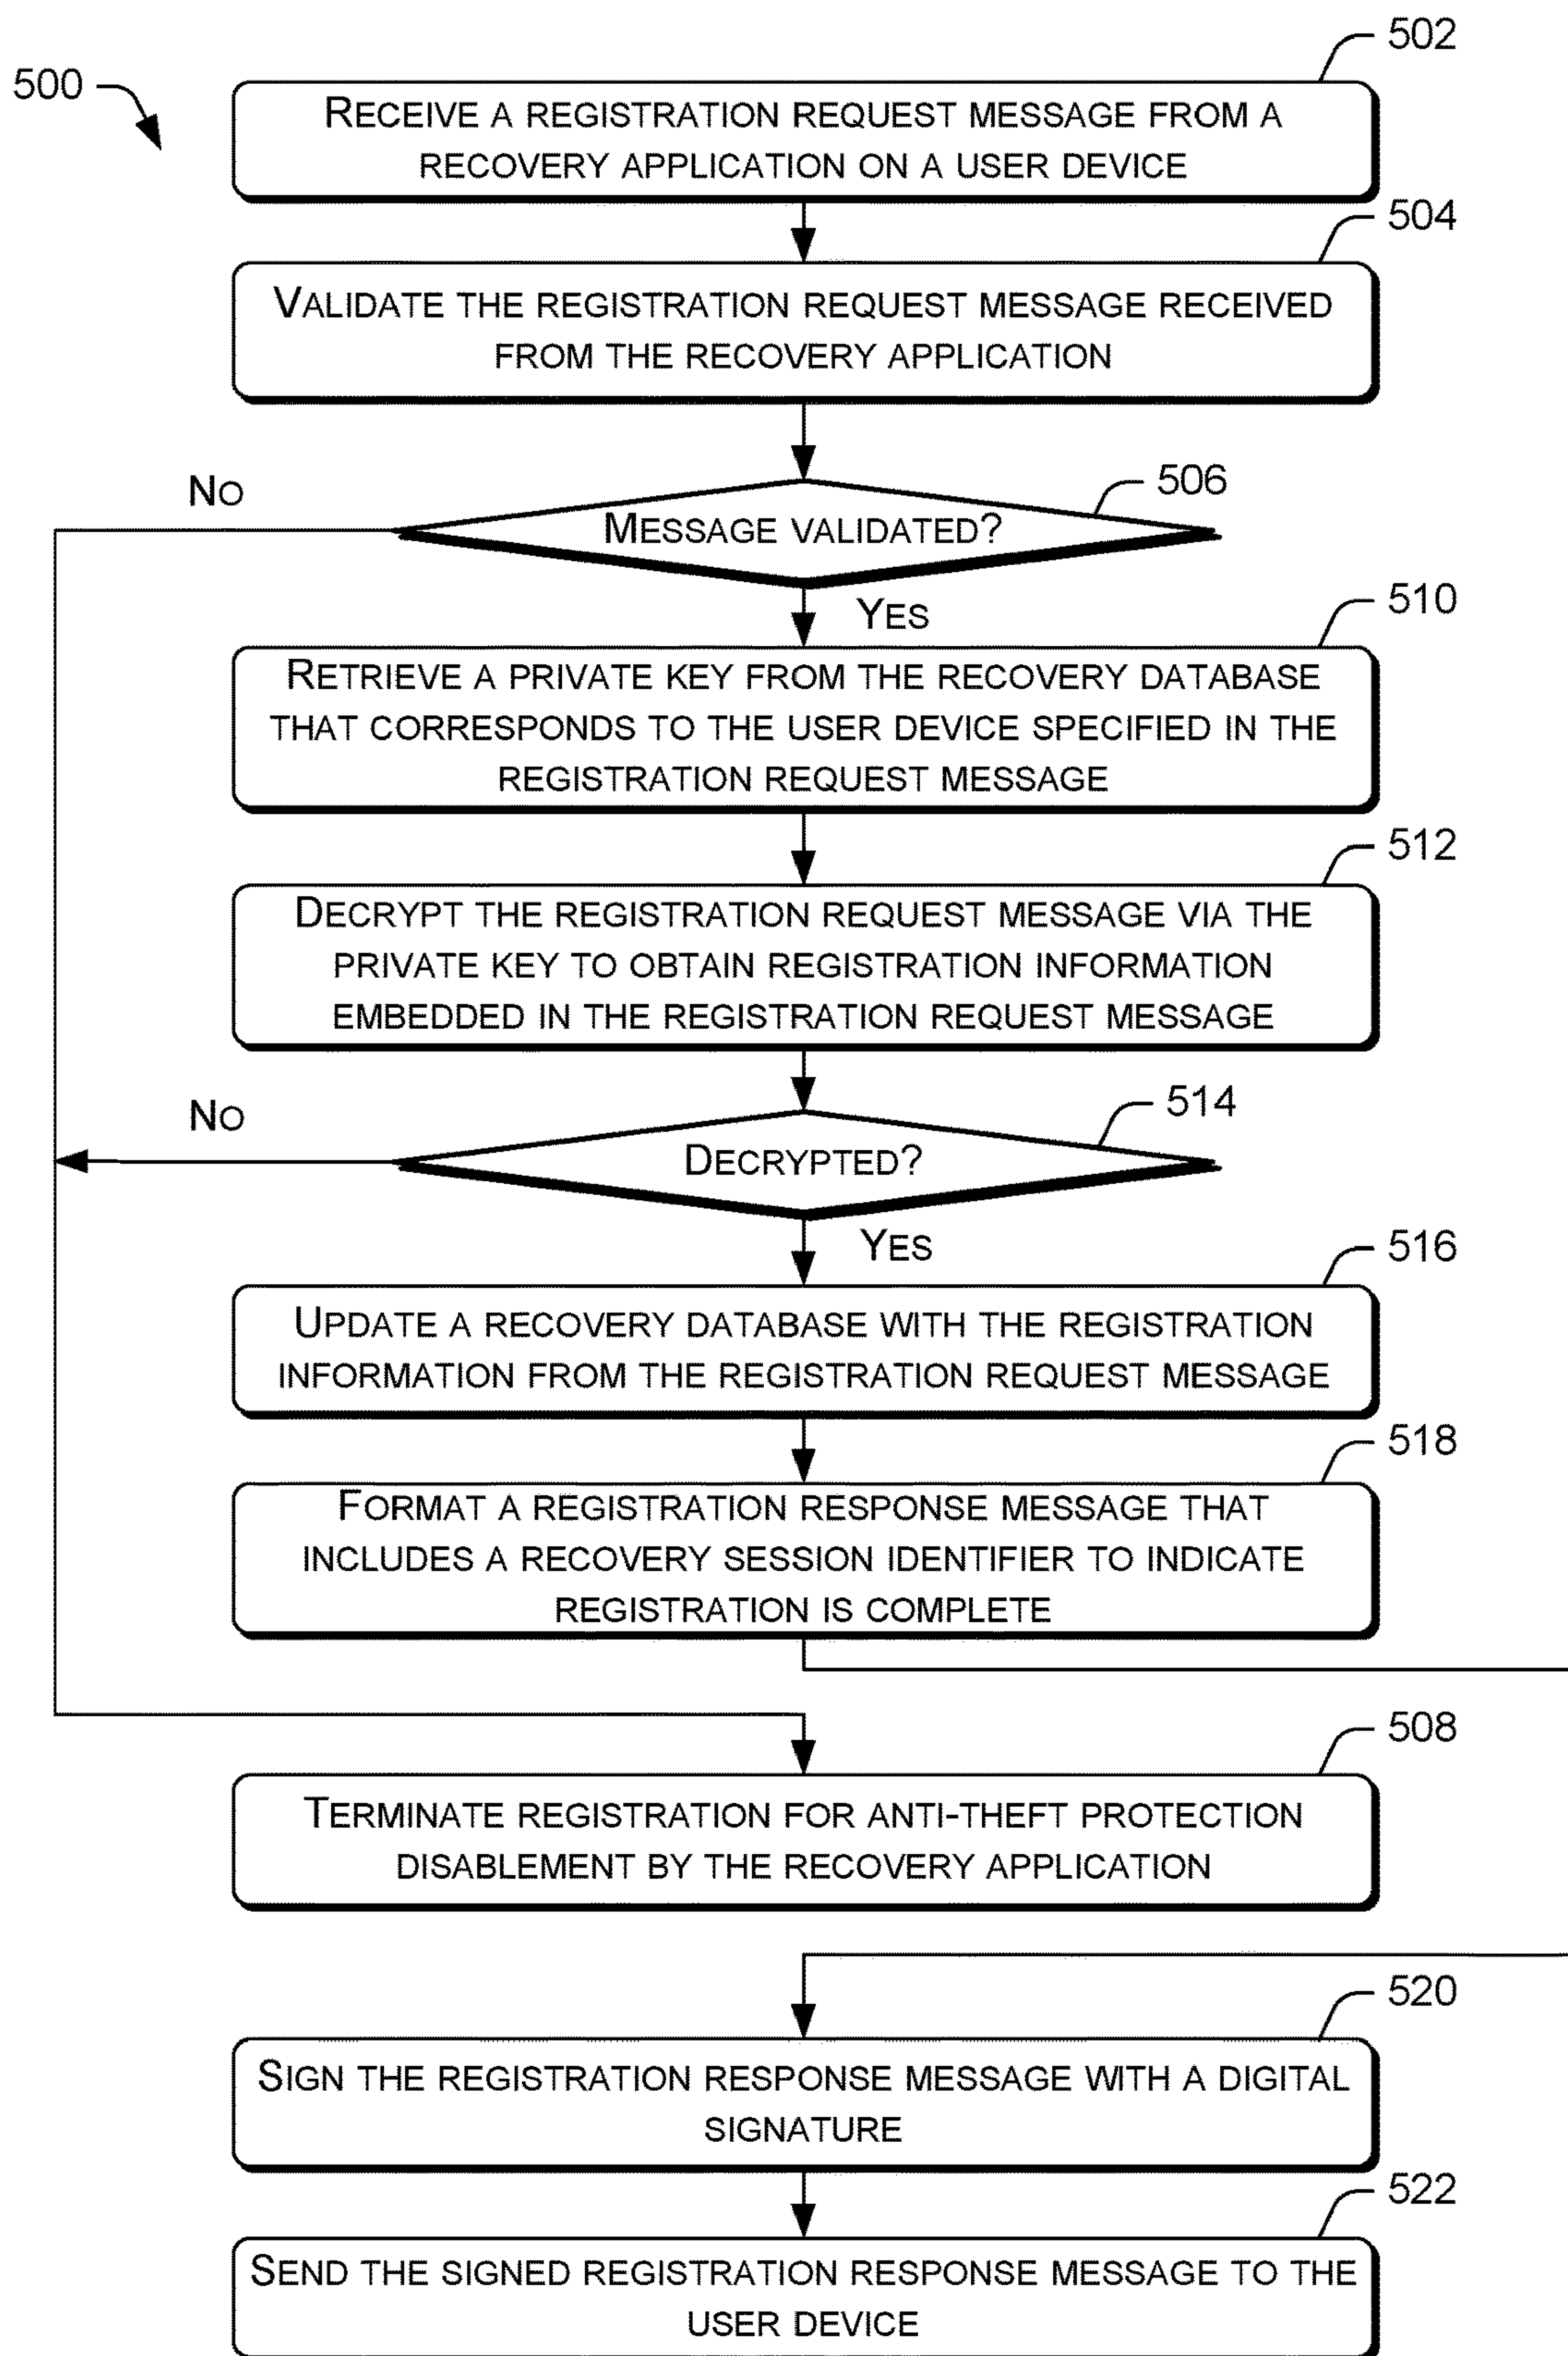 500
502
RECEIVE A REGISTRATION REQUEST MESSAGE FROM A
RECOVERY APPLICATION ON A USER DEVICE
504
VALIDATE THE REGISTRATION REQUEST MESSAGE RECEIVED
FROM THE RECOVERY APPLICATION
NO
506
MESSAGE VALIDATED?
YES
510
RETRIEVE A PRIVATE KEY FROM THE RECOVERY DATABASE
THAT CORRESPONDS TO THE USER DEVICE SPECIFIED IN THE
REGISTRATION REQUEST MESSAGE
512
DECRYPT THE REGISTRATION REQUEST MESSAGE VIA THE
PRIVATE KEY TO OBTAIN REGISTRATION INFORMATION
EMBEDDED IN THE REGISTRATION REQUEST MESSAGE
NO
514
DECRYPTED?
YES
516
UPDATE A RECOVERY DATABASE WITH THE REGISTRATION
INFORMATION FROM THE REGISTRATION REQUEST MESSAGE
518
FORMAT A REGISTRATION RESPONSE MESSAGE THAT
INCLUDES A RECOVERY SESSION IDENTIFIER TO INDICATE
REGISTRATION IS COMPLETE
508
TERMINATE REGISTRATION FOR ANTI-THEFT PROTECTION
DISABLEMENT BY THE RECOVERY APPLICATION
520
SIGN THE REGISTRATION RESPONSE MESSAGE WITH A DIGITAL
SIGNATURE
522
SEND THE SIGNED REGISTRATION RESPONSE MESSAGE TO THE
USER DEVICE